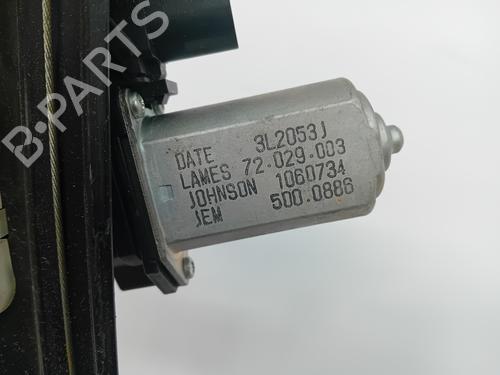 DATE 3L2053J
LAMES 72.029.003
JOHNSON 1060734
JEM 500.0886
B-PARTS